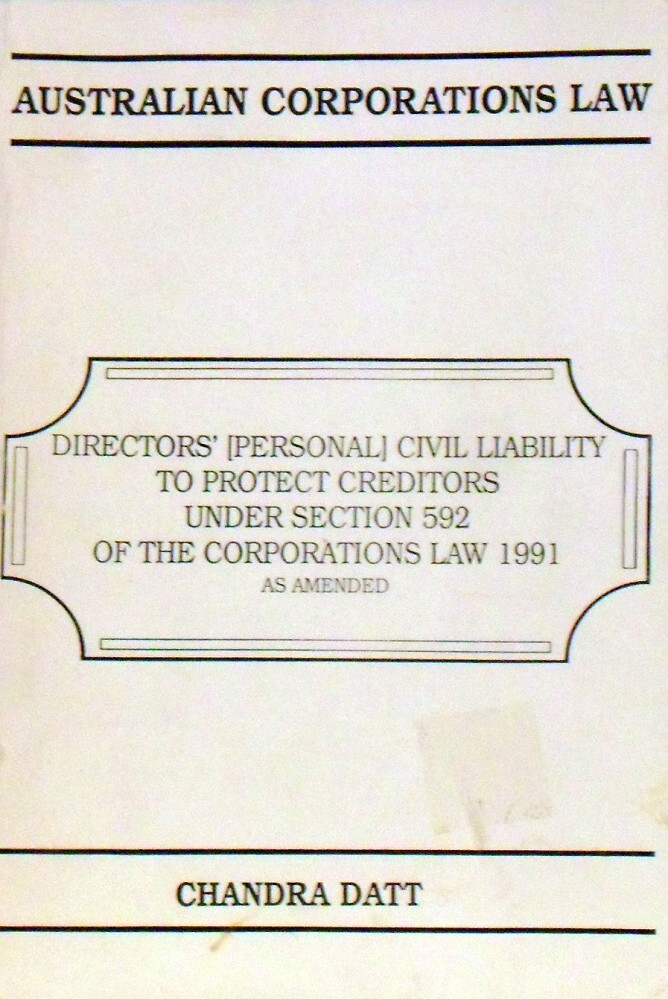 AUSTRALIAN CORPORATIONS LAW
DIRECTORS' [PERSONAL] CIVIL LIABILITY
TO PROTECT CREDITORS
UNDER SECTION 592
OF THE CORPORATIONS LAW 1991
AS AMENDED
CHANDRA DATT